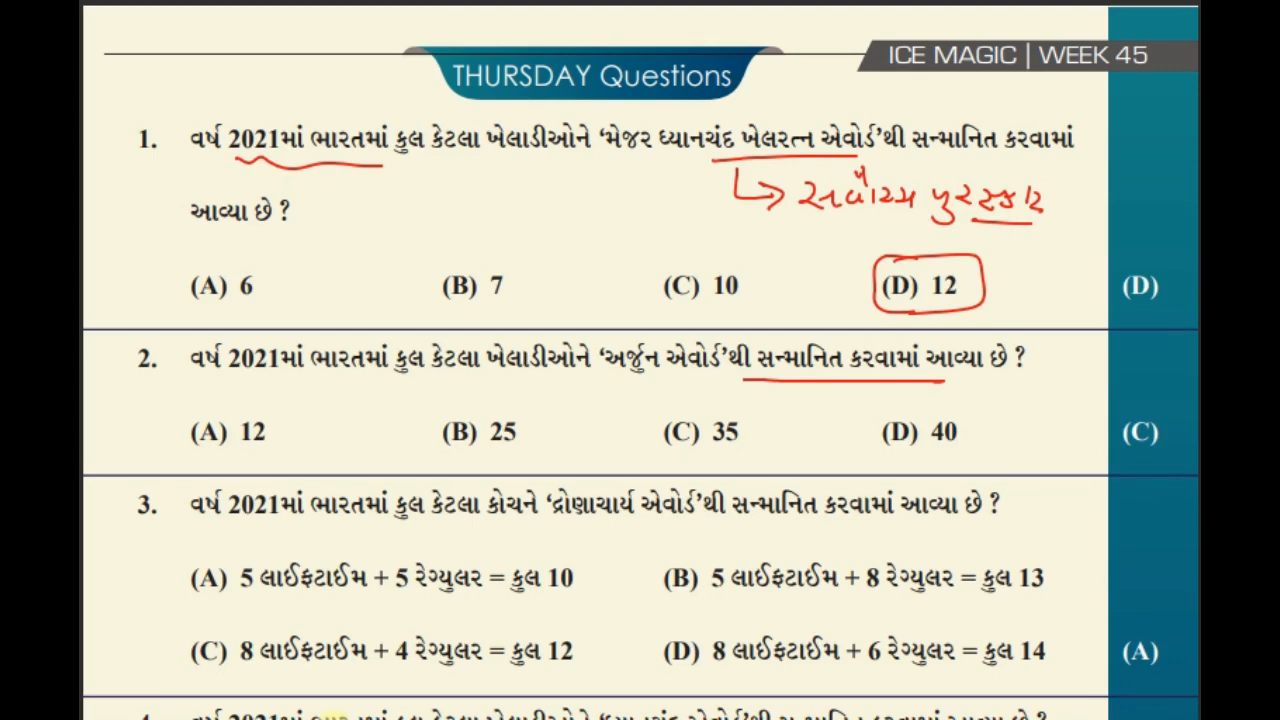 ICE MAGIC | WEEK 45
THURSDAY Questions
1. વર્ષ 2021માં ભારતમાં કુલ કેટલા ખેલાડીઓને ‘મેજર ધ્યાનચંદ ખેલરત્ન એવોર્ડ’થી સન્માનિત કરવામાં
આવ્યા છે ?
સર્વોચ્ચ પુરસ્કાર
(A) 6 (B) 7 (C) 10 (D) 12 (D)
2. વર્ષ 2021માં ભારતમાં કુલ કેટલા ખેલાડીઓને ‘અર્જુન એવોર્ડ’થી સન્માનિત કરવામાં આવ્યા છે ?
(A) 12 (B) 25 (C) 35 (D) 40 (C)
3. વર્ષ 2021માં ભારતમાં કુલ કેટલા કોચને ‘દ્રોણાચાર્ય એવોર્ડ’થી સન્માનિત કરવામાં આવ્યા છે ?
(A) 5 લાઈફટાઈમ + 5 રેગ્યુલર = કુલ 10 (B) 5 લાઈફટાઈમ + 8 રેગ્યુલર = કુલ 13
(C) 8 લાઈફટાઈમ + 4 રેગ્યુલર = કુલ 12 (D) 8 લાઈફટાઈમ + 6 રેગ્યુલર = કુલ 14 (A)